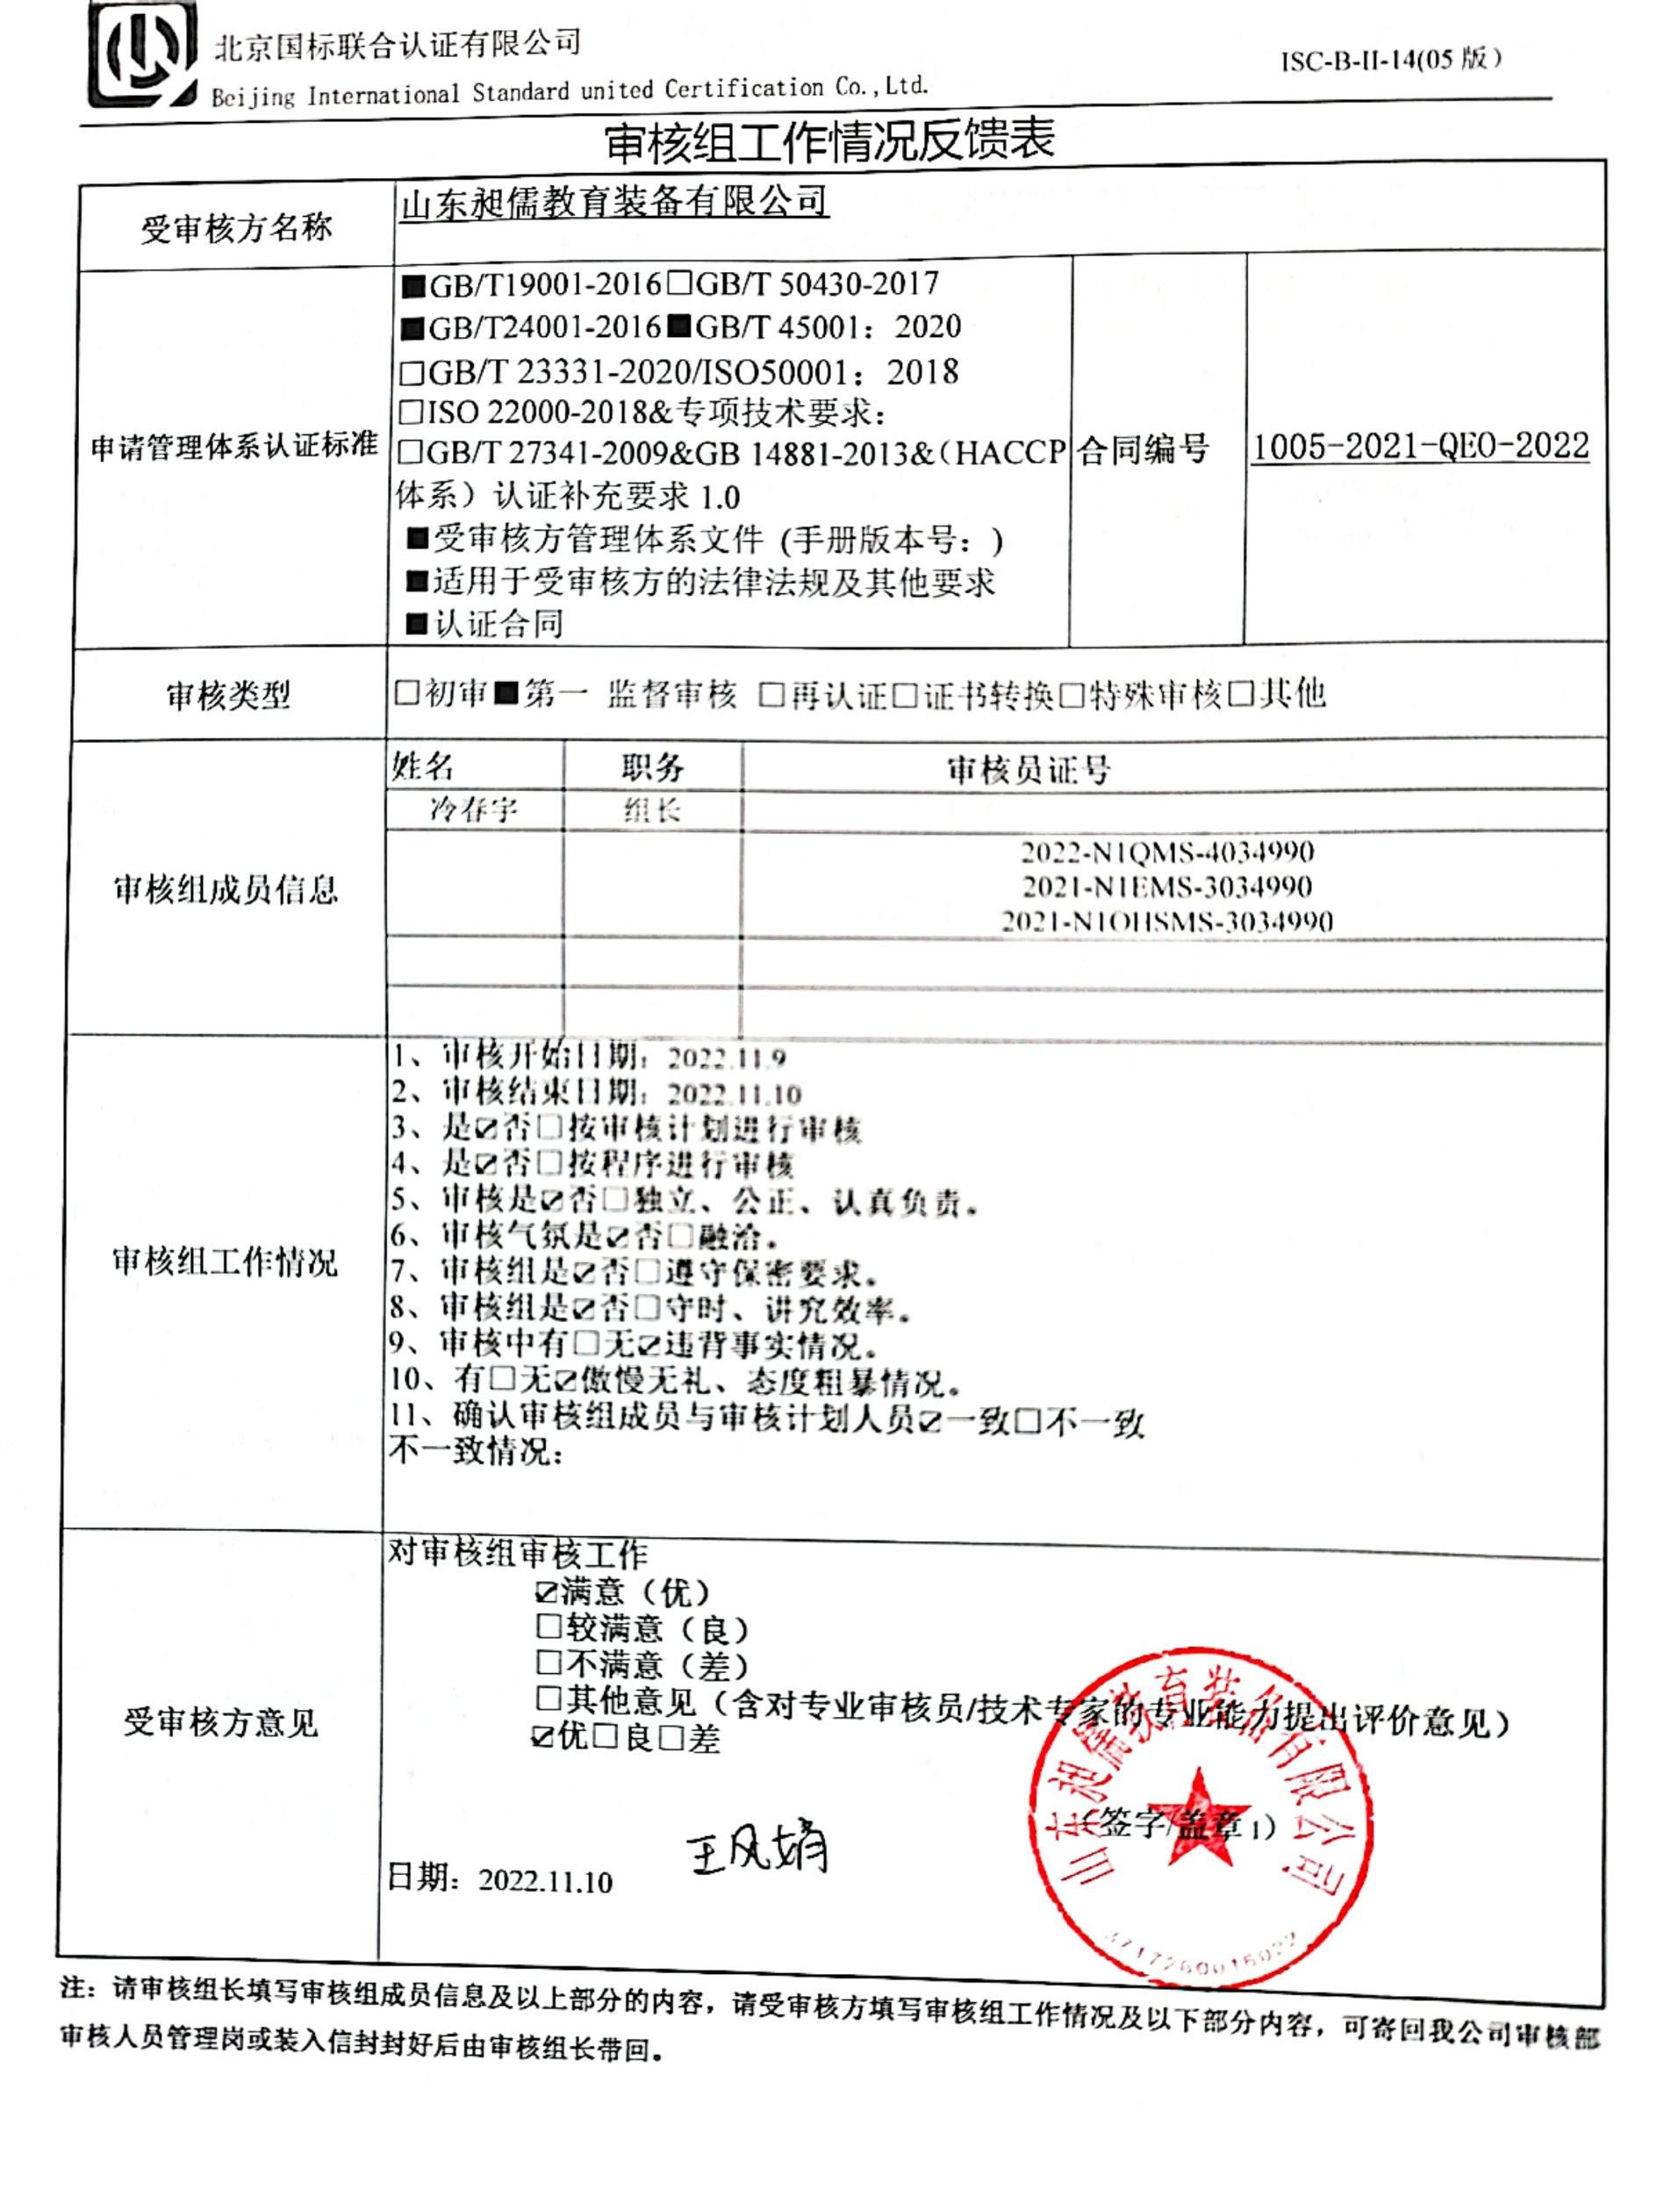 北京国标联合认证有限公司
ISC-B-II-14(05 版）
Beijing International Standard united Certification Co.,Ltd.
审核组工作情况反馈表
受审核方名称
山东昶儒教育装备有限公司
申请管理体系认证标准
■GB/T19001-2016□GB/T 50430-2017
■GB/T24001-2016■GB/T 45001：2020
□GB/T 23331-2020/ISO50001：2018
□ISO 22000-2018&专项技术要求:
□GB/T 27341-2009&GB 14881-2013&（HACCP
体系）认证补充要求 1.0
■受审核方管理体系文件 (手册版本号：)
■适用于受审核方的法律法规及其他要求
■认证合同
合同编号
1005-2021-QEO-2022
审核类型
□初审■第一 监督审核 □再认证□证书转换□特殊审核□其他
审核组成员信息
姓名 职务 审核员证号
冷春宇 组长
2022-N1QMS-4034990
2021-N1EMS-3034990
2021-N1OHSMS-3034990
审核组工作情况
1、审核开始日期：2022.11.9
2、审核结束日期：2022.11.10
3、是☑否□按审核计划进行审核
4、是☑否□按程序进行审核
5、审核是☑否□独立、公正、认真负责。
6、审核气氛是☑否□融洽。
7、审核组是☑否□遵守保密要求。
8、审核组是☑否□守时、讲究效率。
9、审核中有□无☑违背事实情况。
10、有□无☑傲慢无礼、态度粗暴情况。
11、确认审核组成员与审核计划人员☑一致□不一致
不一致情况：
受审核方意见
对审核组审核工作
☑满意（优）
□较满意（良）
□不满意（差）
□其他意见（含对专业审核员/技术专家的专业能力提出评价意见）
☑优□良□差
（签字/盖章1）
王凤娟
日期：2022.11.10
山东昶儒教育装备有限公司
注：请审核组长填写审核组成员信息及以上部分的内容，请受审核方填写审核组工作情况及以下部分内容，可寄回我公司审核部
审核人员管理岗或装入信封封好后由审核组长带回。